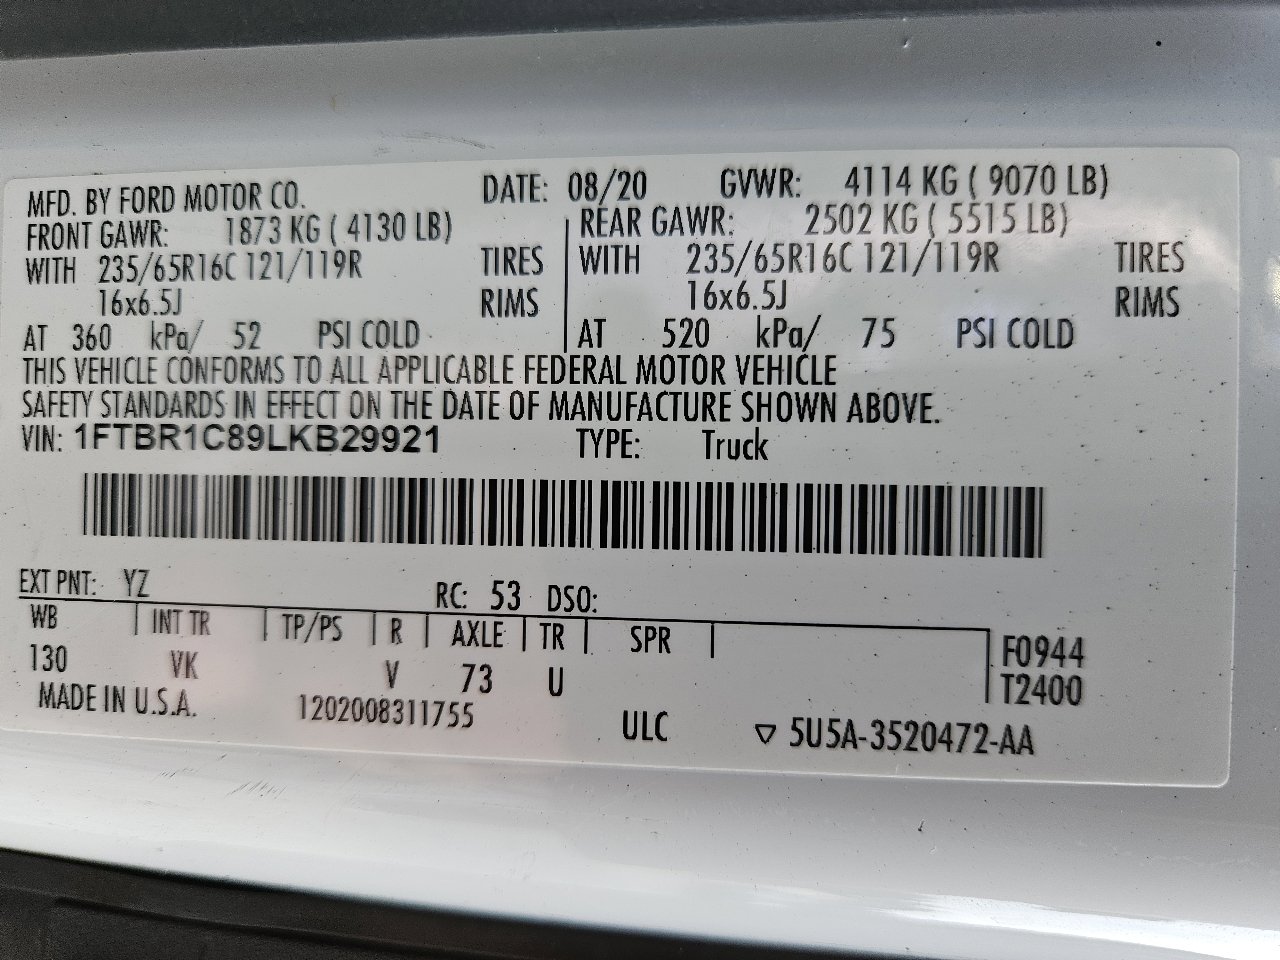 MFD. BY FORD MOTOR CO. DATE: 08/20 GVWR: 4114 KG ( 9070 LB)
FRONT GAWR: 1873 KG ( 4130 LB) REAR GAWR: 2502 KG ( 5515 LB)
WITH 235/65R16C 121/119R TIRES WITH 235/65R16C 121/119R TIRES
16x6.5J RIMS 16x6.5J RIMS
AT 360 kPa/ 52 PSI COLD AT 520 kPa/ 75 PSI COLD
THIS VEHICLE CONFORMS TO ALL APPLICABLE FEDERAL MOTOR VEHICLE
SAFETY STANDARDS IN EFFECT ON THE DATE OF MANUFACTURE SHOWN ABOVE.
VIN: 1FTBR1C89LKB29921 TYPE: Truck
EXT PNT: YZ RC: 53 DSO:
WB INT TR TP/PS R AXLE TR SPR F0944
130 VK V 73 U T2400
MADE IN U.S.A. 1202008311755 ULC ▽ 5U5A-3520472-AA